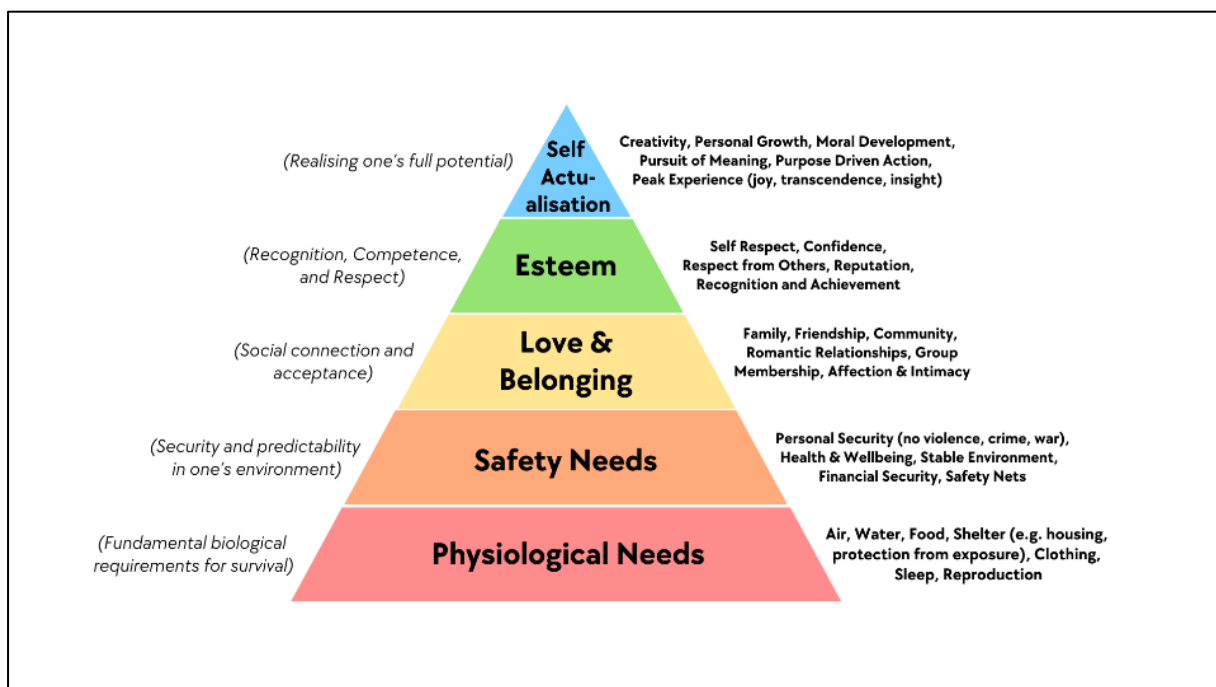 (Realising one's full potential)
Self
Actu-
alisation
Creativity, Personal Growth, Moral Development,
Pursuit of Meaning, Purpose Driven Action,
Peak Experience (joy, transcendence, insight)
(Recognition, Competence,
and Respect)
Esteem
Self Respect, Confidence,
Respect from Others, Reputation,
Recognition and Achievement
(Social connection and
acceptance)
Love &
Belonging
Family, Friendship, Community,
Romantic Relationships, Group
Membership, Affection & Intimacy
(Security and predictability
in one's environment)
Safety Needs
Personal Security (no violence, crime, war),
Health & Wellbeing, Stable Environment,
Financial Security, Safety Nets
(Fundamental biological
requirements for survival)
Physiological Needs
Air, Water, Food, Shelter (e.g. housing,
protection from exposure), Clothing,
Sleep, Reproduction